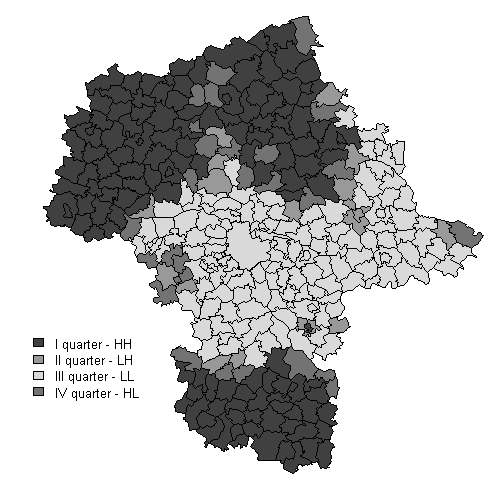 I quarter - HH
II quarter - LH
III quarter - LL
IV quarter - HL